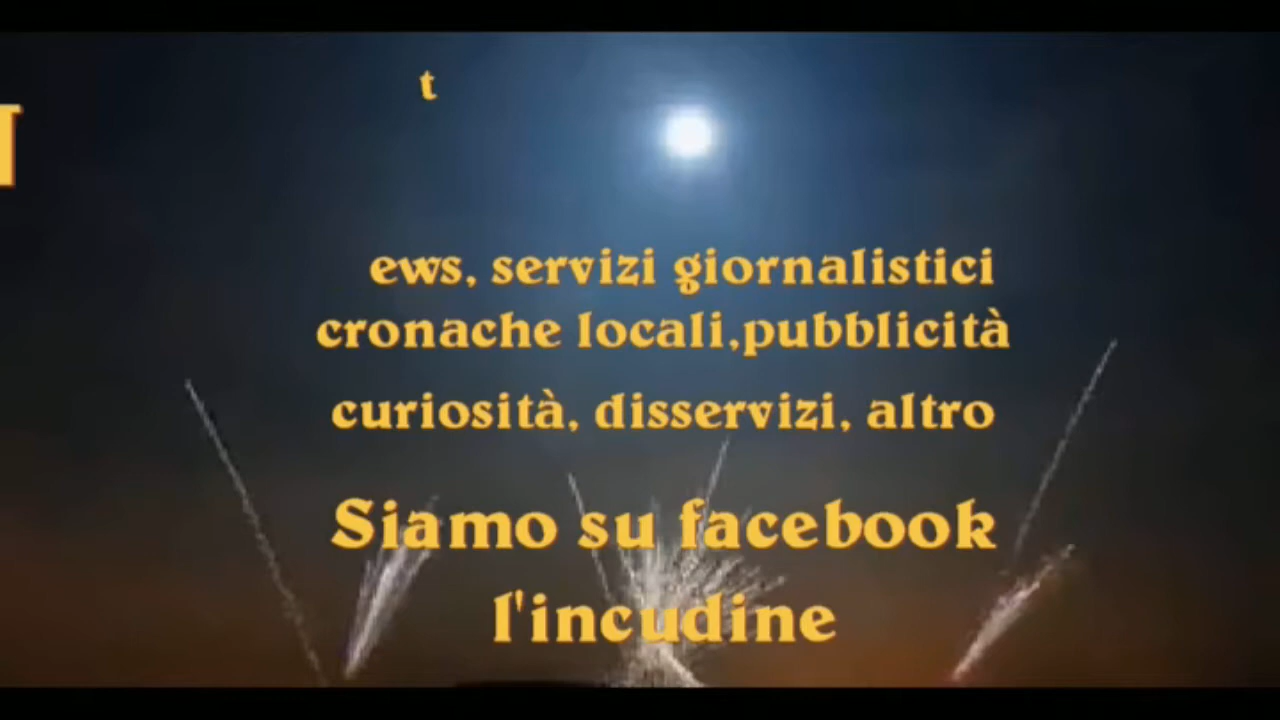 t
ews, servizi giornalistici
cronache locali,pubblicità
curiosità, disservizi, altro
Siamo su facebook
l'incudine